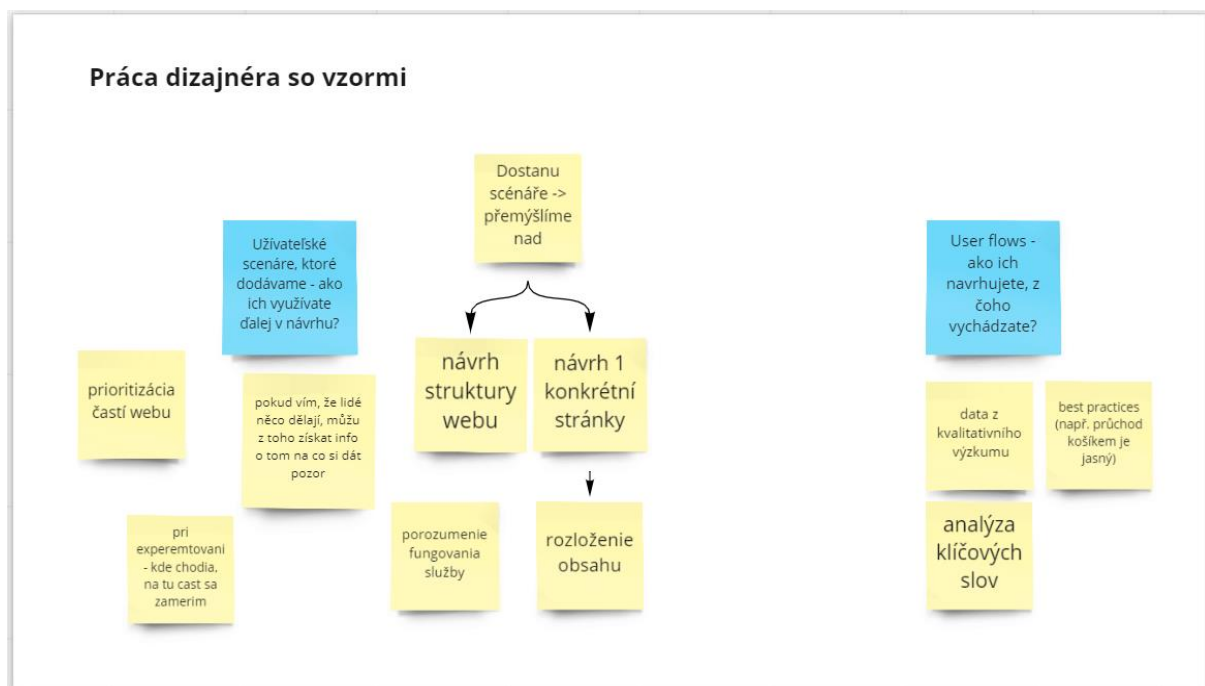 Práca dizajnéra so vzormi
Dostanu
scénáře ->
přemýšlíme
nad
Užívateľské
scenáre, ktoré
dodávame - ako
ich využívate
ďalej v návrhu?
User flows -
ako ich
navrhujete, z
čoho
vychádzate?
prioritizácia
částí webu
pokud vím, že lidé
něco dělají, můžu
z toho získat info
o tom na co si dát
pozor
návrh
struktury
webu
návrh 1
konkrétní
stránky
data z
kvalitativního
výzkumu
best practices
(např. průchod
košíkem je
jasný)
pri
experemtovani
- kde chodia,
na tu cast sa
zamerim
porozumenie
fungovania
služby
rozloženie
obsahu
analýza
klíčových
slov